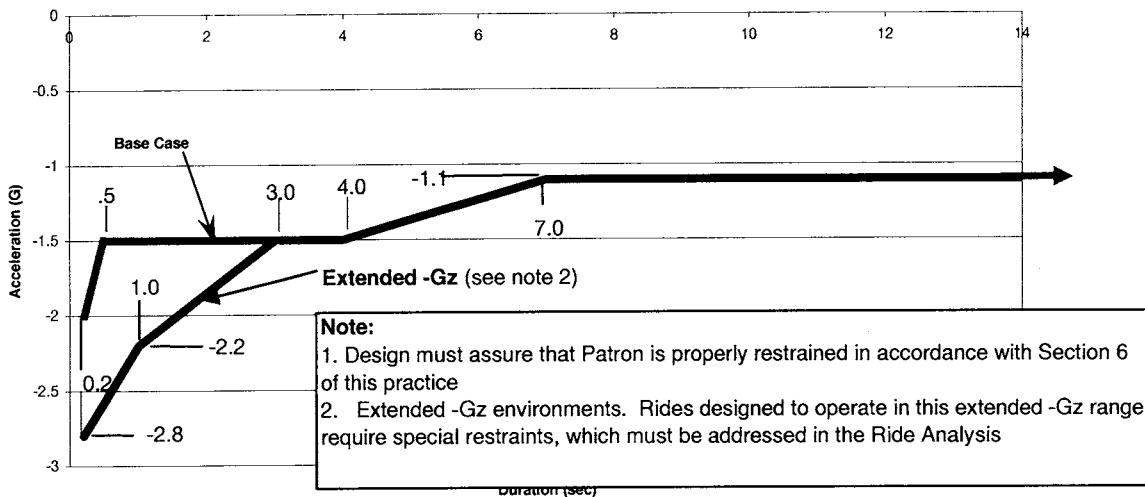 0
0 2 4 6 8 10 12 14
-0.5
-1
-1.5
-2
-2.5
-3
Acceleration (G)
Base Case
.5
3.0
4.0
-1.1
7.0
1.0
Extended -Gz (see note 2)
-2.2
0.2
-2.8
Note:
1. Design must assure that Patron is properly restrained in accordance with Section 6
of this practice
2. Extended -Gz environments. Rides designed to operate in this extended -Gz range
require special restraints, which must be addressed in the Ride Analysis
Duration (sec)